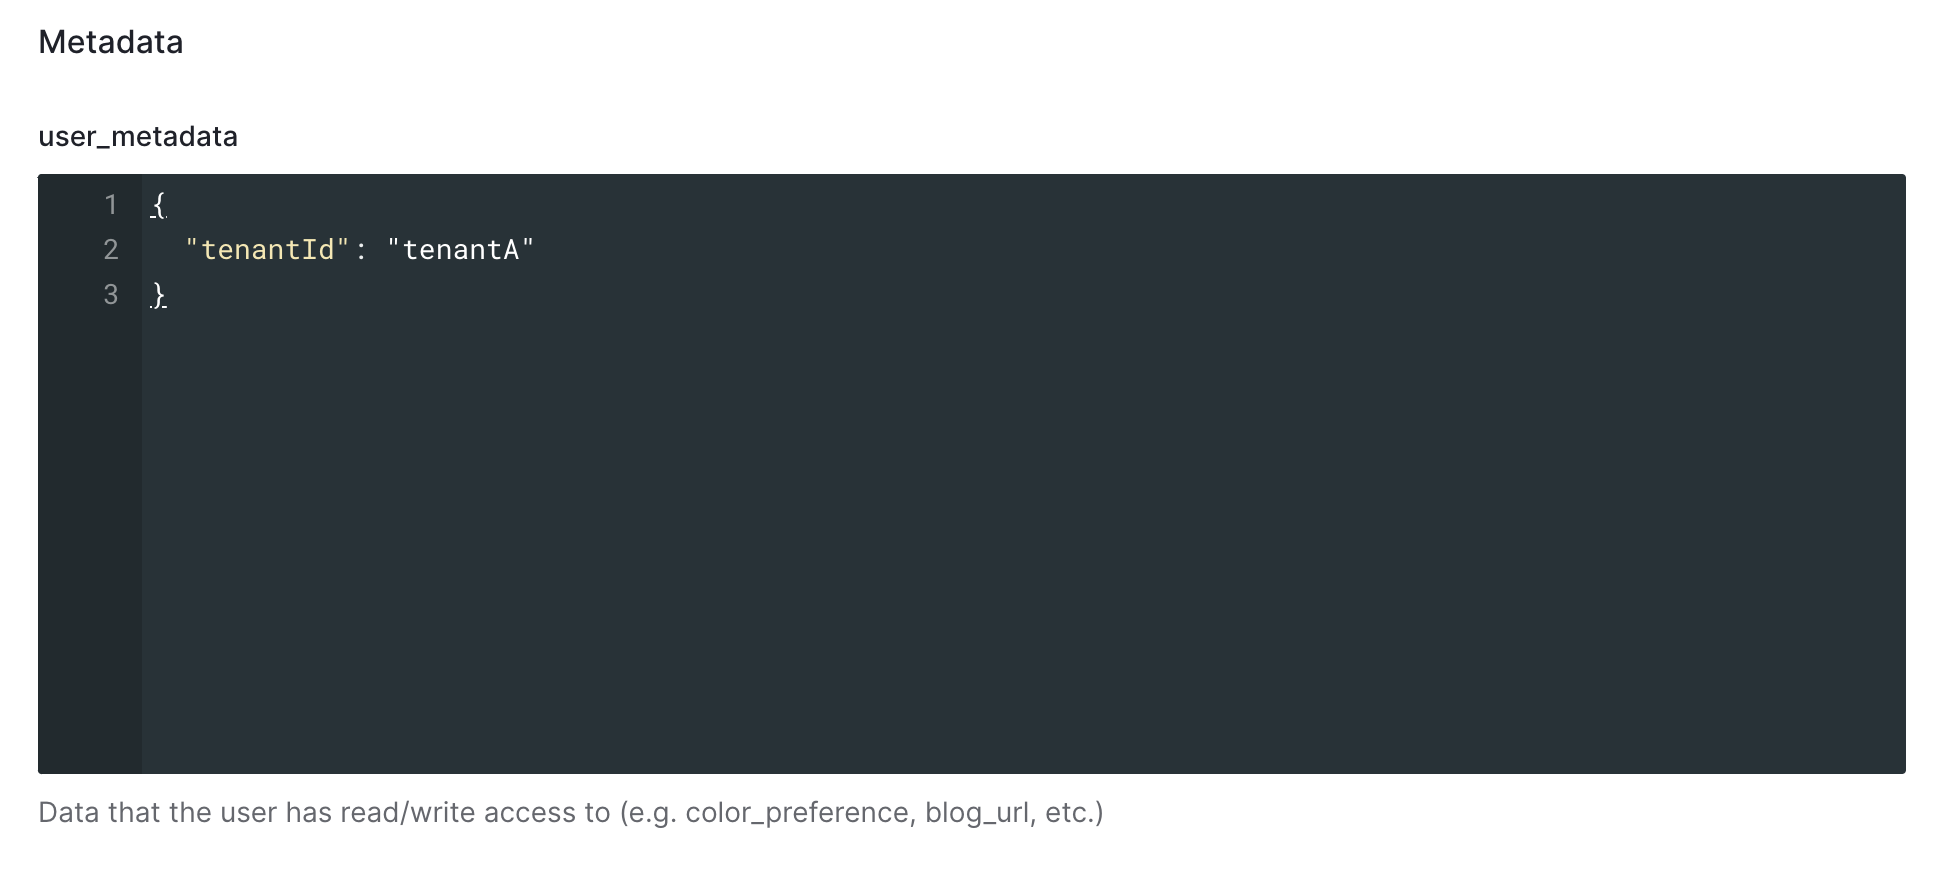 Metadata
user_metadata
1 {
2 "tenantId": "tenantA"
3 }
Data that the user has read/write access to (e.g. color_preference, blog_url, etc.)